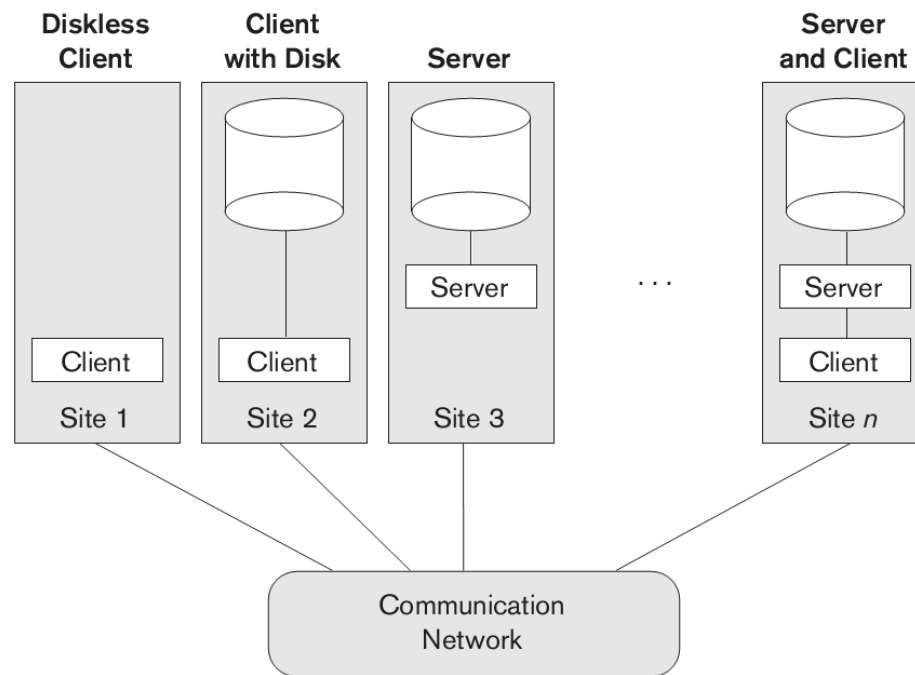 Diskless
Client
Client
with Disk
Server
Server
and Client
Server
. . .
Server
Client
Client
Client
Site 1
Site 2
Site 3
Site n
Communication
Network